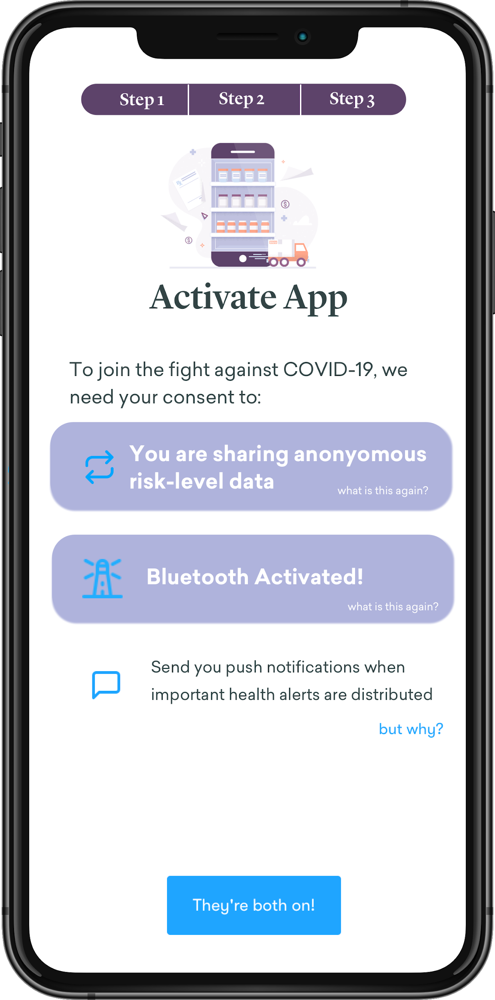 Step 1
Step 2
Step 3
Rx
Activate App
To join the fight against COVID-19, we
need your consent to:
You are sharing anonyomous
risk-level data
what is this again?
Bluetooth Activated!
what is this again?
Send you push notifications when
important health alerts are distributed
but why?
They're both on!